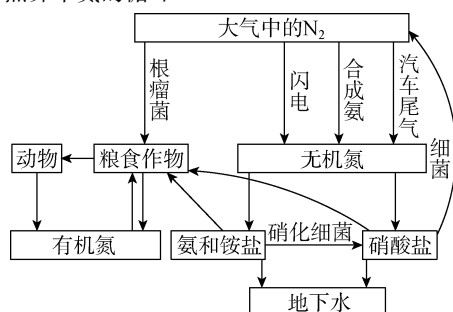 大气中的N₂
根瘤菌
闪电
合成氨
汽车尾气
细菌
动物
粮食作物
无机氮
有机氮
氨和铵盐
硝化细菌
硝酸盐
地下水